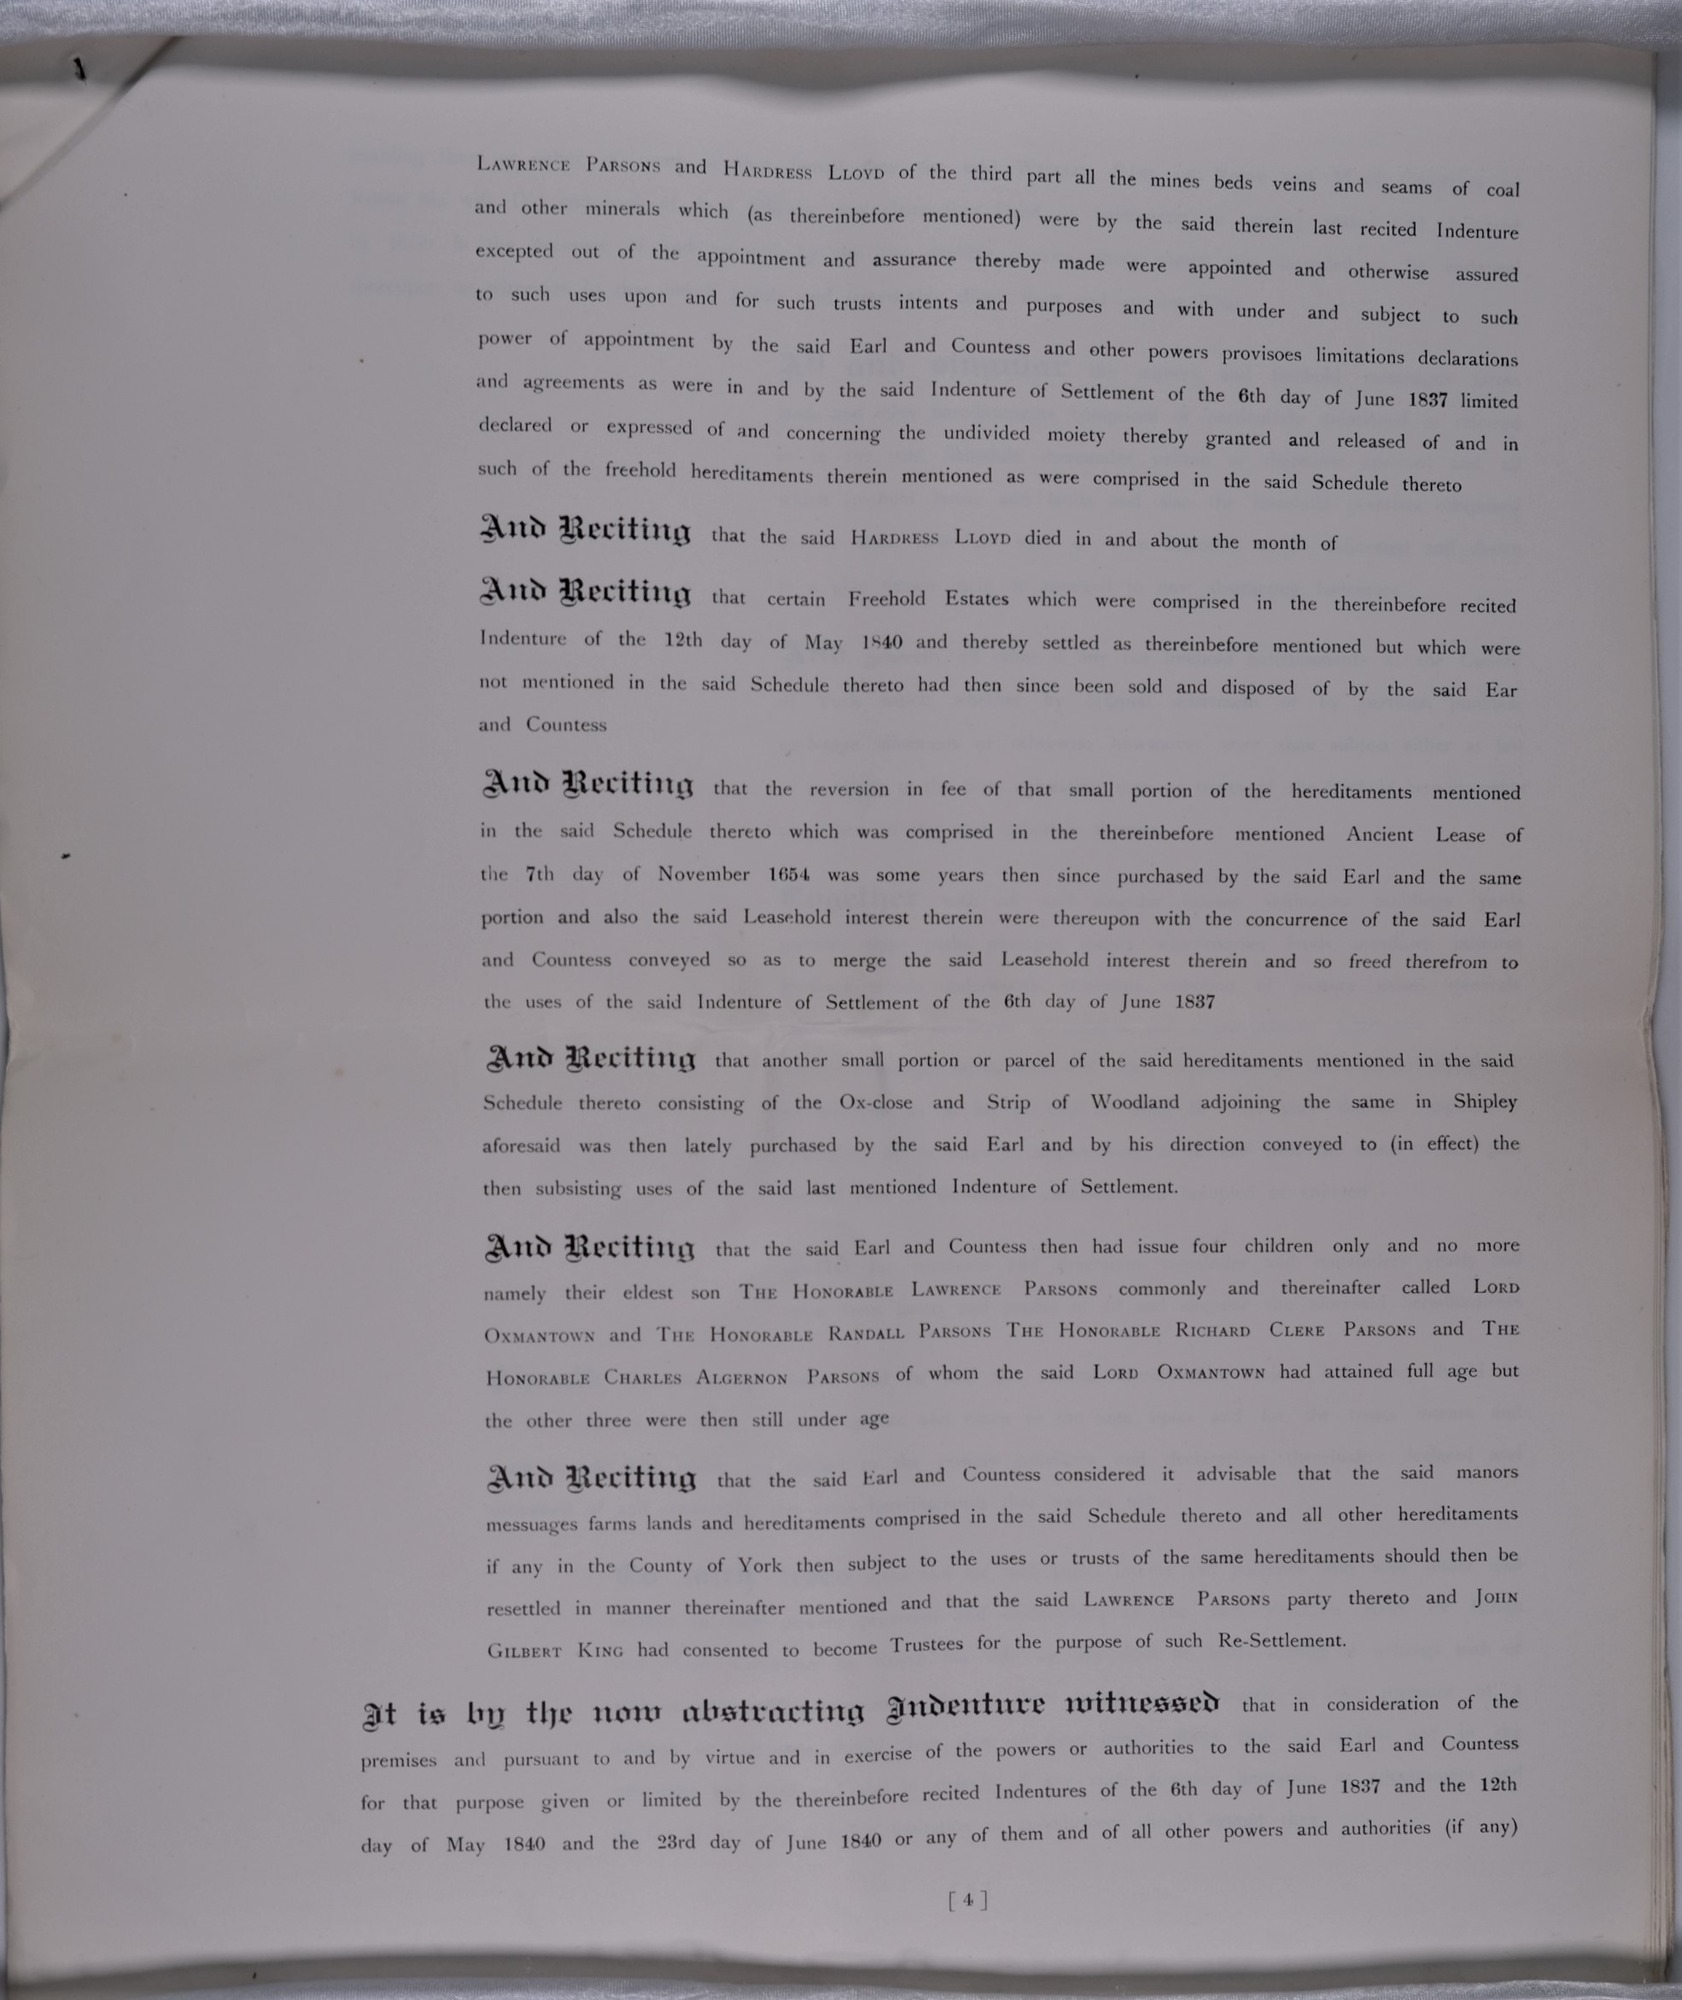 LAWRENCE PARSONS and HARDRESS LLOYD of the third part all the mines beds veins and seams of coal
and other minerals which (as thereinbefore mentioned) were by the said therein last recited Indenture
excepted out of the appointment and assurance thereby made were appointed and otherwise assured
to such uses upon and for such trusts intents and purposes and with under and subject to such
power of appointment by the said Earl and Countess and other powers provisoes limitations declarations
and agreements as were in and by the said Indenture of Settlement of the 6th day of June 1837 limited
declared or expressed of and concerning the undivided moiety thereby granted and released of and in
such of the freehold hereditaments therein mentioned as were comprised in the said Schedule thereto
And Reciting that the said HARDRESS LLOYD died in and about the month of
And Reciting that certain Freehold Estates which were comprised in the thereinbefore recited
Indenture of the 12th day of May 1840 and thereby settled as thereinbefore mentioned but which were
not mentioned in the said Schedule thereto had then since been sold and disposed of by the said Ear
and Countess
And Reciting that the reversion in fee of that small portion of the hereditaments mentioned
in the said Schedule thereto which was comprised in the thereinbefore mentioned Ancient Lease of
the 7th day of November 1654 was some years then since purchased by the said Earl and the same
portion and also the said Leasehold interest therein were thereupon with the concurrence of the said Earl
and Countess conveyed so as to merge the said Leasehold interest therein and so freed therefrom to
the uses of the said Indenture of Settlement of the 6th day of June 1837
And Reciting that another small portion or parcel of the said hereditaments mentioned in the said
Schedule thereto consisting of the Ox-close and Strip of Woodland adjoining the same in Shipley
aforesaid was then lately purchased by the said Earl and by his direction conveyed to (in effect) the
then subsisting uses of the said last mentioned Indenture of Settlement.
And Reciting that the said Earl and Countess then had issue four children only and no more
namely their eldest son THE HONORABLE LAWRENCE PARSONS commonly and thereinafter called LORD
OXMANTOWN and THE HONORABLE RANDALL PARSONS THE HONORABLE RICHARD CLERE PARSONS and THE
HONORABLE CHARLES ALGERNON PARSONS of whom the said LORD OXMANTOWN had attained full age but
the other three were then still under age
And Reciting that the said Earl and Countess considered it advisable that the said manors
messuages farms lands and hereditaments comprised in the said Schedule thereto and all other hereditaments
if any in the County of York then subject to the uses or trusts of the same hereditaments should then be
resettled in manner thereinafter mentioned and that the said LAWRENCE PARSONS party thereto and JOHN
GILBERT KING had consented to become Trustees for the purpose of such Re-Settlement.
It is by the now abstracting Indenture witnessed that in consideration of the
premises and pursuant to and by virtue and in exercise of the powers or authorities to the said Earl and Countess
for that purpose given or limited by the thereinbefore recited Indentures of the 6th day of June 1837 and the 12th
day of May 1840 and the 23rd day of June 1840 or any of them and of all other powers and authorities (if any)
[ 4 ]